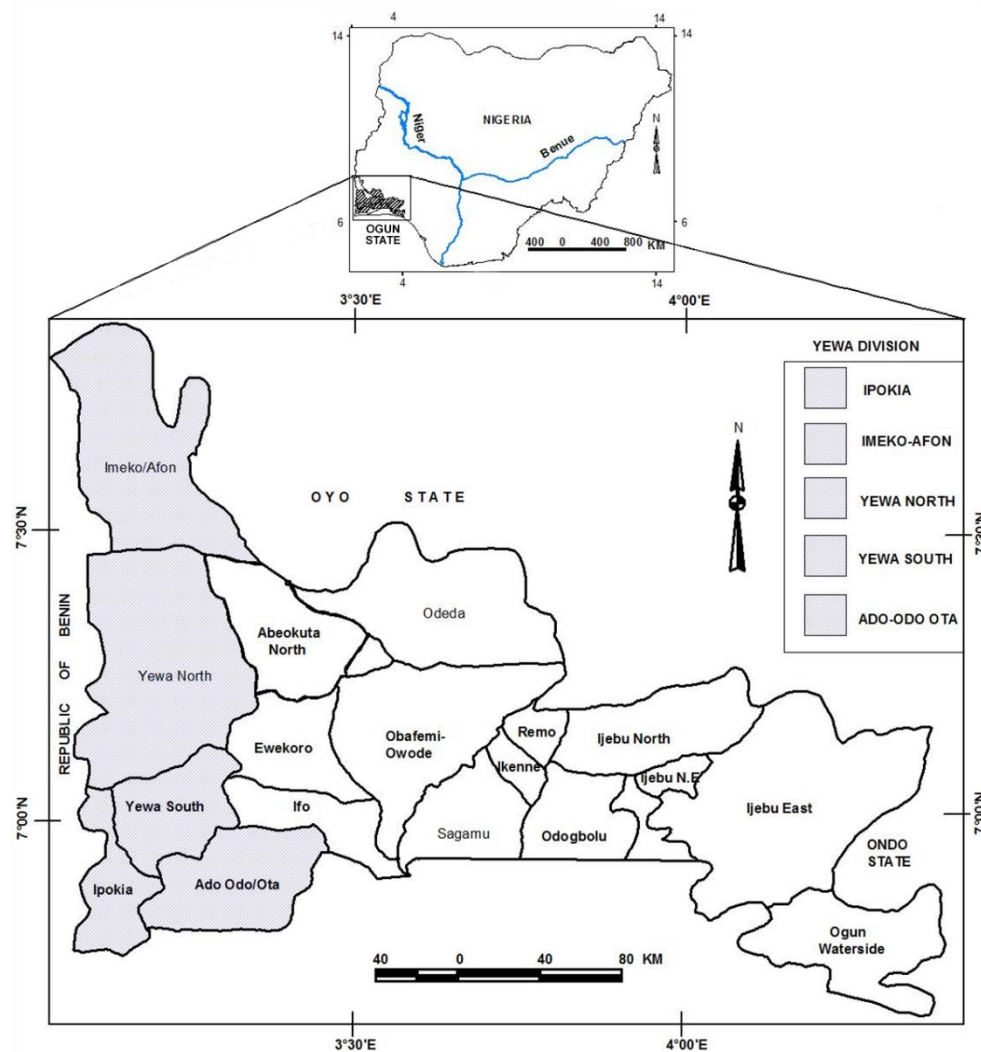 4
14
14
14
NIGERIA
Niger
Benue
N
6
6
OGUN
STATE
400 0 400 800 KM
4
14
3°30'E
4°00'E
YEWA DIVISION
IPOKIA
IMEKO-AFON
YEWA NORTH
YEWA SOUTH
ADO-ODO OTA
N
Imeko/Afon
OYO STATE
7°30'N
7°30'N
REPUBLIC OF BENIN
Odeda
Abeokuta
North
Yewa North
Obafemi-
Owode
Remo
Ijebu North
Ewekoro
Ikenne
Ijebu N.E
Yewa South
Ifo
Ijebu East
7°00'N
7°00'N
Sagamu
Odogbolu
ONDO
STATE
Ipokia
Ado Odo/Ota
Ogun
Waterside
40 0 40 80 KM
3°30'E
4°00'E